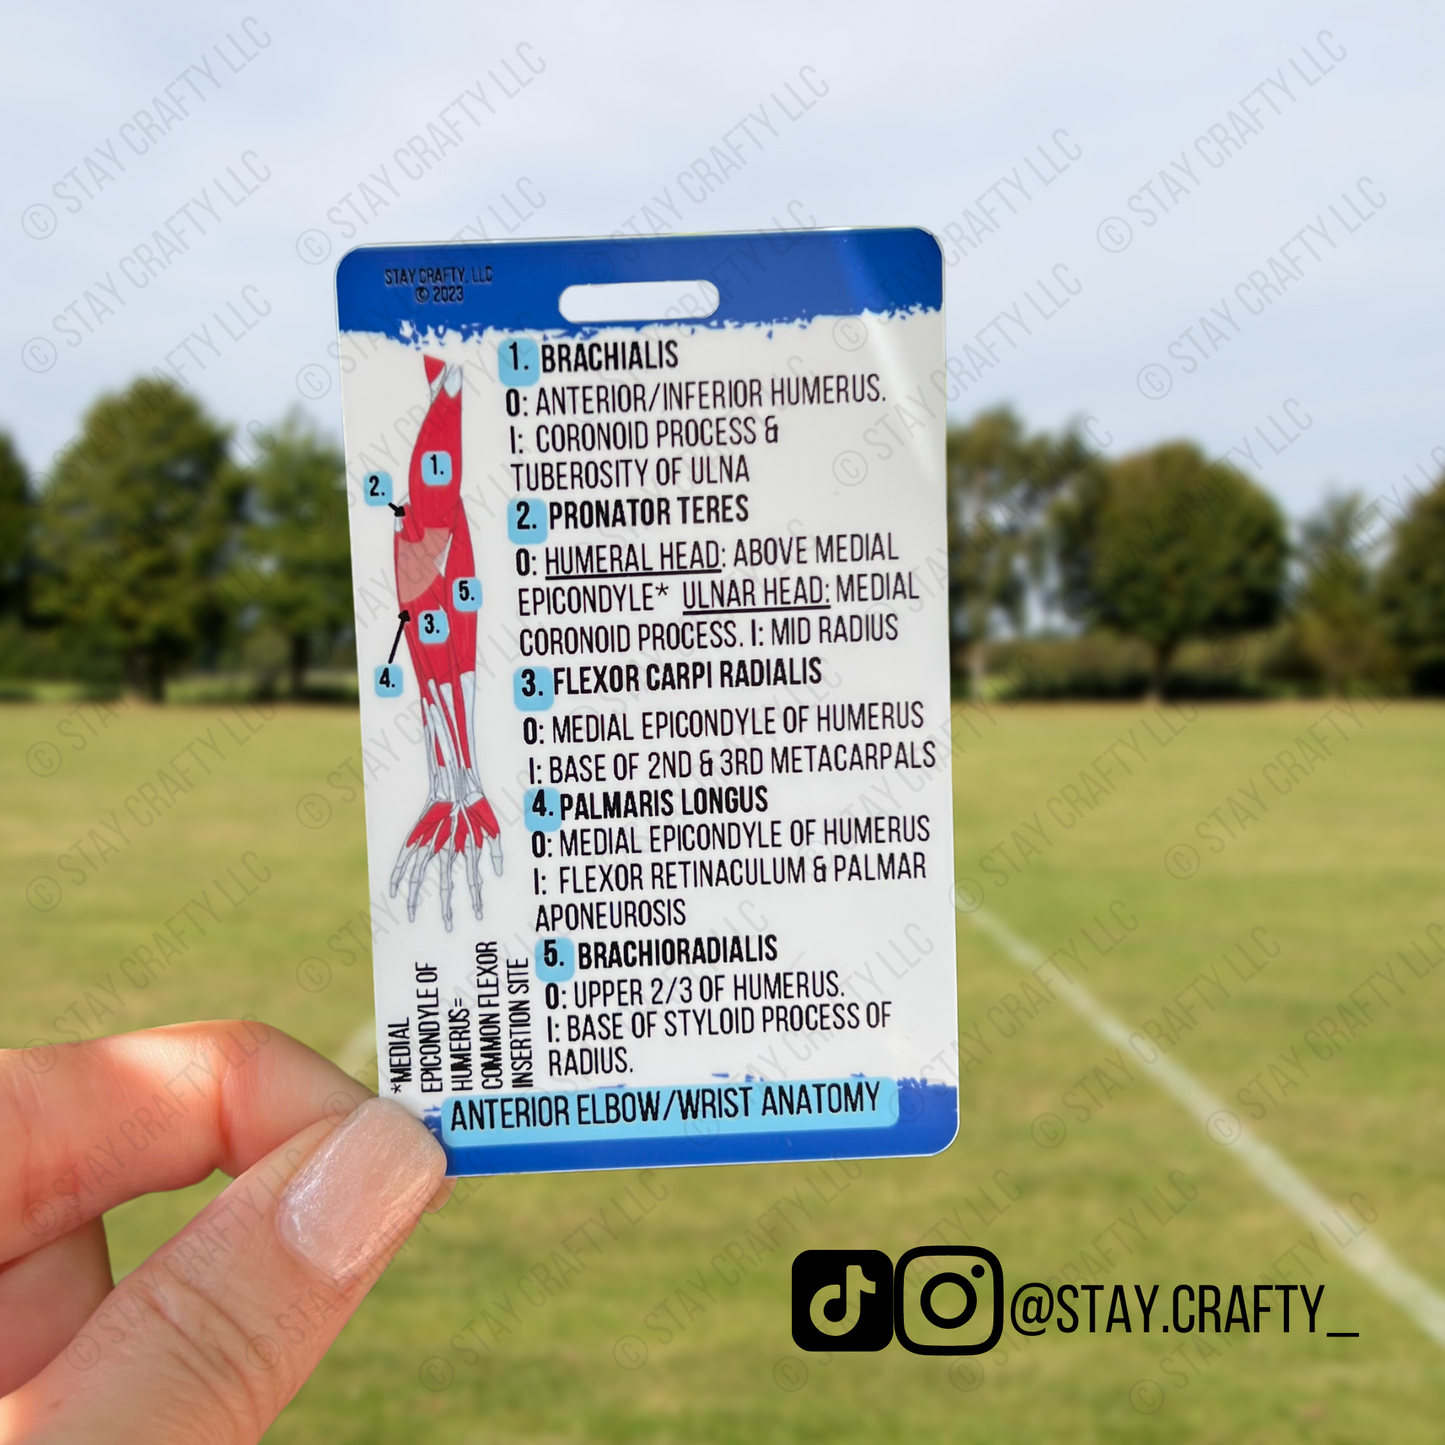 STAY CRAFTY, LLC
© 2023
1. BRACHIALIS
O: ANTERIOR/INFERIOR HUMERUS.
I: CORONOID PROCESS &
TUBEROSITY OF ULNA
2. PRONATOR TERES
O: HUMERAL HEAD: ABOVE MEDIAL
EPICONDYLE* ULNAR HEAD: MEDIAL
CORONOID PROCESS. I: MID RADIUS
3. FLEXOR CARPI RADIALIS
O: MEDIAL EPICONDYLE OF HUMERUS
I: BASE OF 2ND & 3RD METACARPALS
4. PALMARIS LONGUS
O: MEDIAL EPICONDYLE OF HUMERUS
I: FLEXOR RETINACULUM & PALMAR
APONEUROSIS
5. BRACHIORADIALIS
O: UPPER 2/3 OF HUMERUS.
I: BASE OF STYLOID PROCESS OF
RADIUS.
1.
2.
5.
3.
4.
*MEDIAL
EPICONDYLE OF
HUMERUS=
COMMON FLEXOR
INSERTION SITE
ANTERIOR ELBOW/WRIST ANATOMY
@STAY.CRAFTY_
© STAY CRAFTY LLC